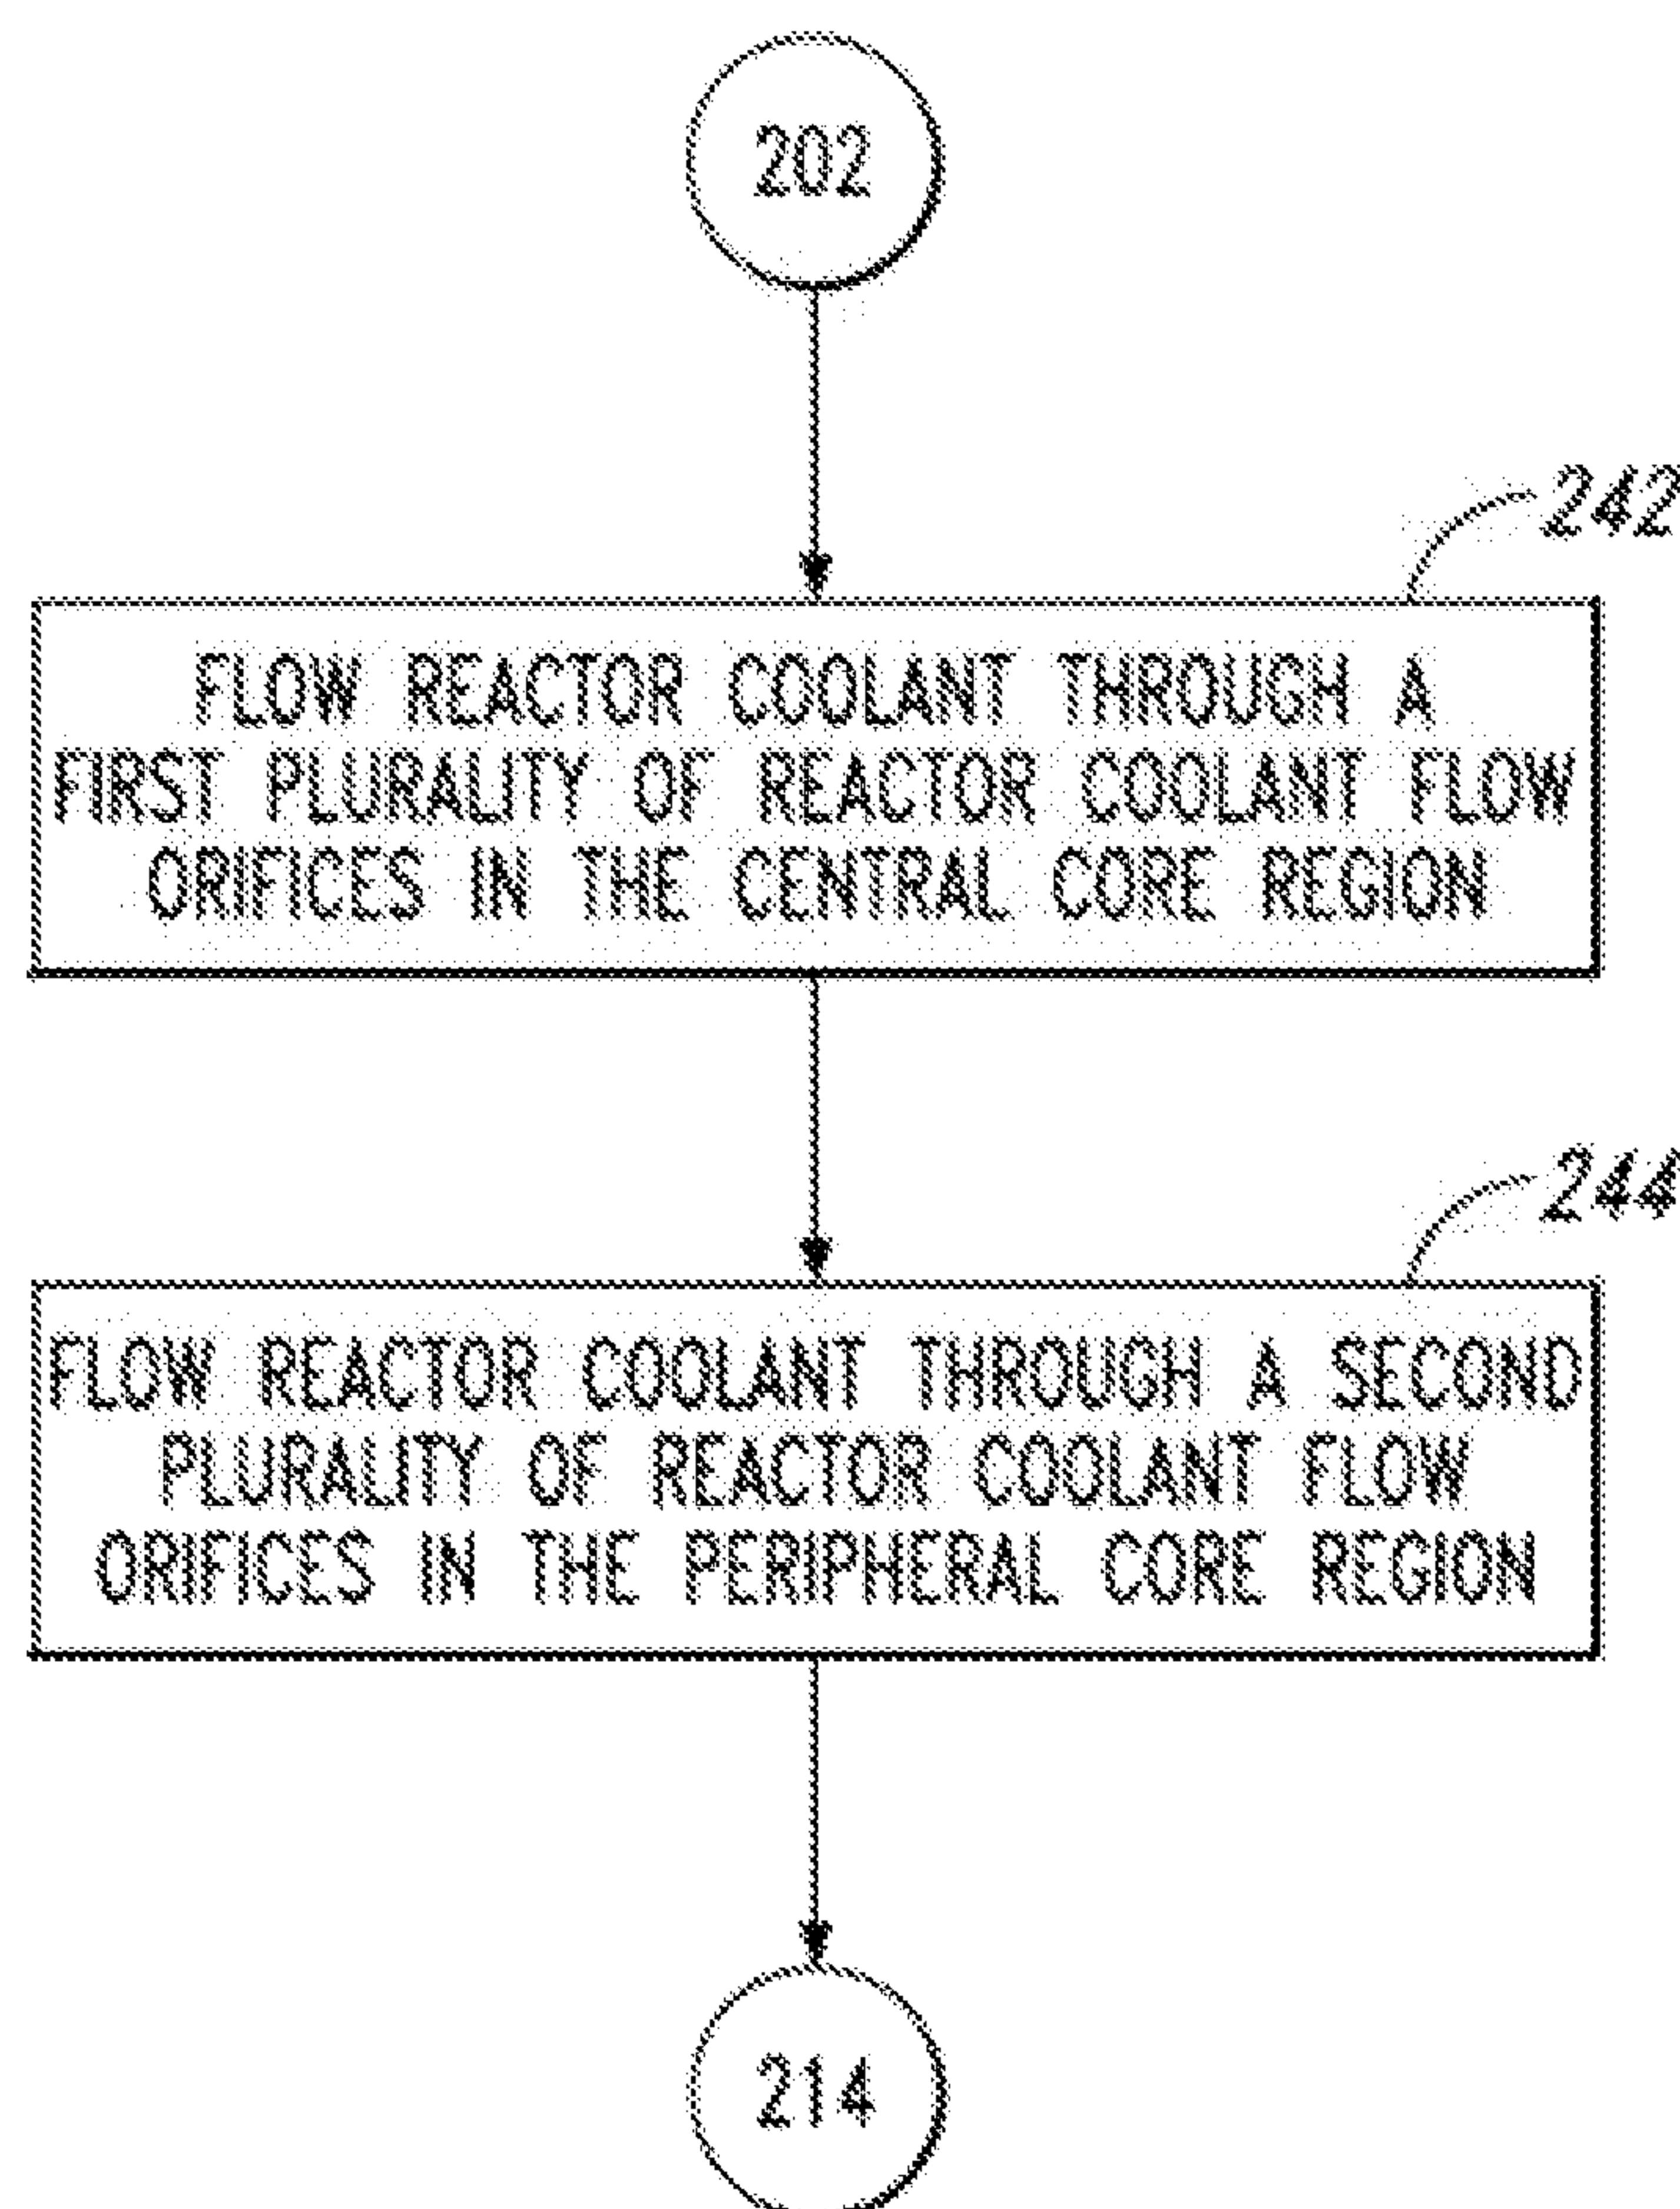 202
242
FLOW REACTOR COOLANT THROUGH A
FIRST PLURALITY OF REACTOR COOLANT FLOW
ORIFICES IN THE CENTRAL CORE REGION
244
FLOW REACTOR COOLANT THROUGH A SECOND
PLURALITY OF REACTOR COOLANT FLOW
ORIFICES IN THE PERIPHERAL CORE REGION
214